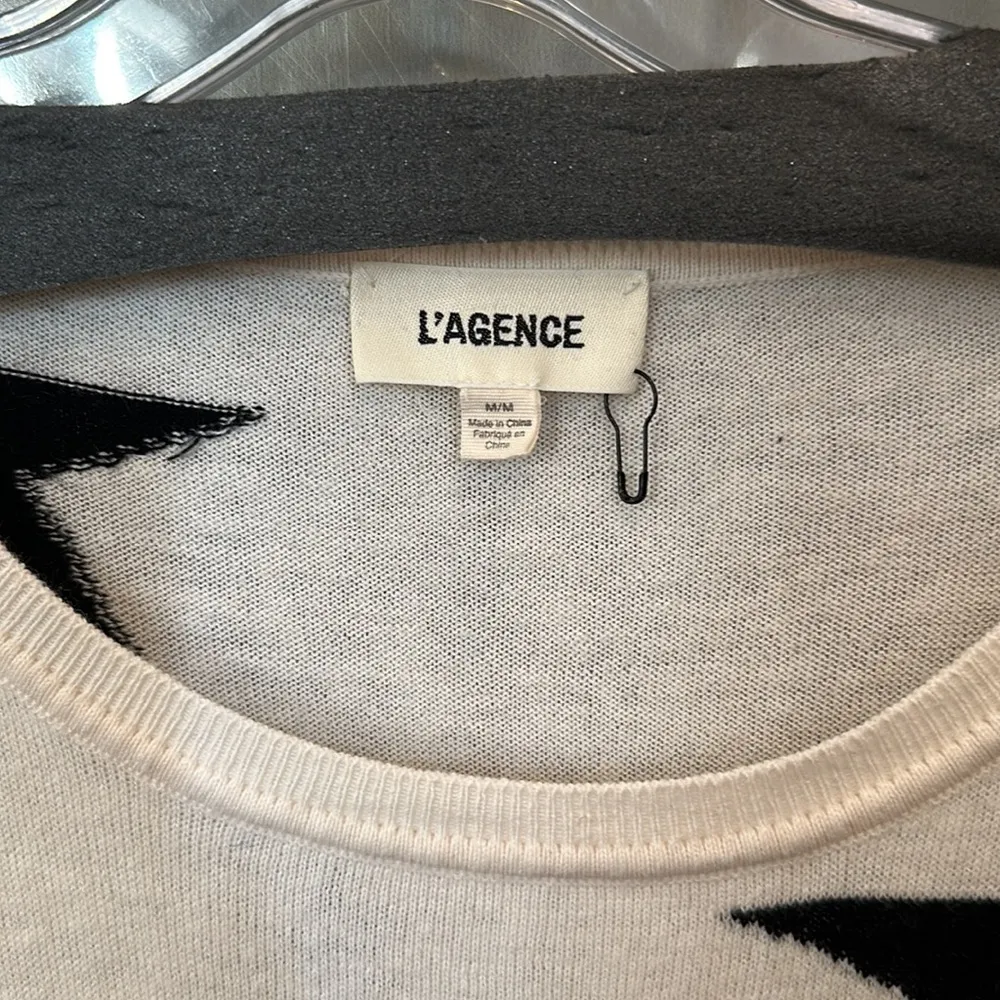 L'AGENCE
M/M
Made in China
Fabriqué en
Chine